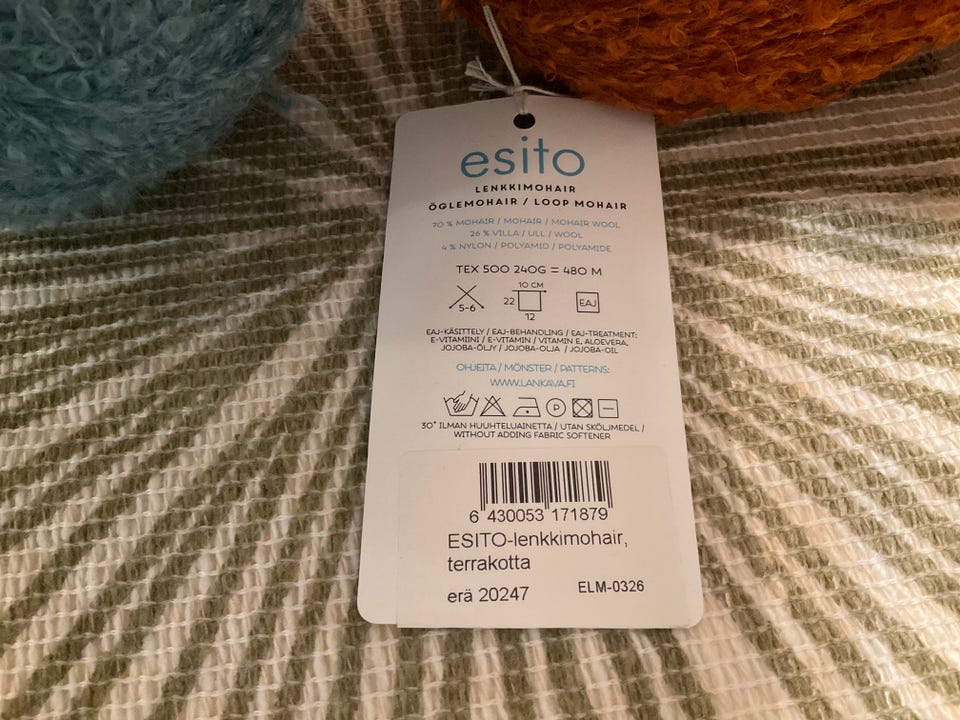 esito
LENKKIMOHAIR
ÖGLEMOHAIR / LOOP MOHAIR
70 % MOHAIR / MOHAIR / MOHAIR WOOL
26 % VILLA / ULL / WOOL
4 % NYLON / POLYAMID / POLYAMIDE
TEX 500 240G = 480 M
10 CM
5-6
22
EAJ
12
EAJ-KÄSITTELY / EAJ-BEHANDLING / EAJ-TREATMENT:
E-VITAMIINI / E-VITAMIN / VITAMIN E, ALOEVERA,
JOJOBA-ÖLJY / JOJOBA-OLJA / JOJOBA-OIL
OHJEITA / MÖNSTER / PATTERNS:
WWW.LANKAVA.FI
P
30° ILMAN HUUHTELUAINETTA / UTAN SKÖLJMEDEL /
WITHOUT ADDING FABRIC SOFTENER
6 430053 171879
ESITO-lenkkimohair,
terrakotta
erä 20247 ELM-0326